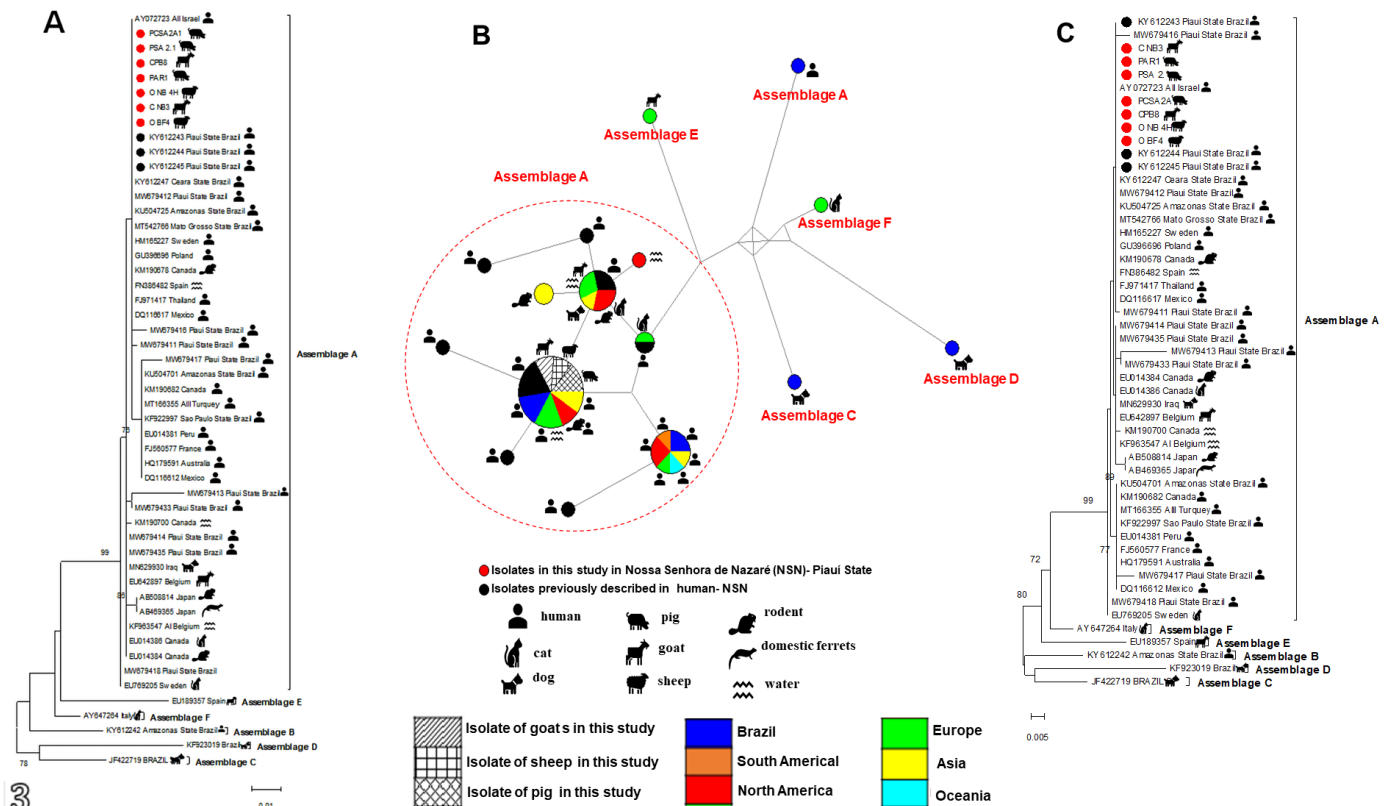 A
AY072723 AII Israel
PCSA2A1
PSA 2.1
CPB8
PAR1
ONB 4H
CNB3
OBF4
KY612243 Piaui State Brazil
KY612244 Piaui State Brazil
KY612245 Piaui State Brazil
KY612247 Ceara State Brazil
MW679412 Piaui State Brazil
KU504725 Amazonas State Brazil
MT542766 Mato Grosso State Brazil
HM165227 Sweden
GU396696 Poland
KM190678 Canada
FN386482 Spain
FJ971417 Thailand
DQ116617 Mexico
MW679416 Piaui State Brazil
MW679411 Piaui State Brazil
MW679417 Piaui State Brazil
KU504701 Amazonas State Brazil
KM190682 Canada
MT166355 AIII Turquey
KF922997 Sao Paulo State Brazil
EU014381 Peru
FJ560577 France
HQ179591 Australia
DQ116612 Mexico
MW679413 Piaui State Brazil
MW679433 Piaui State Brazil
KM190700 Canada
MW679414 Piaui State Brazil
MW679435 Piaui State Brazil
MN629930 Iraq
EU642897 Belgium
AB508814 Japan
AB469365 Japan
KF963547 AI Belgium
EU014386 Canada
EU014384 Canada
MW679418 Piaui State Brazil
EU769205 Sweden
EU189357 Spain
Assemblage E
AY647264 Italy
Assemblage F
KY612242 Amazonas State Brazil
Assemblage B
KF923019 Brazil
Assemblage D
JF422719 BRAZIL
Assemblage C
Assemblage A
99
78
0.01
3
B
Assemblage A
Assemblage E
Assemblage A
Assemblage F
Assemblage D
Assemblage C
Isolates in this study in Nossa Senhora de Nazaré (NSN)- Piauí State
Isolates previously described in human- NSN
human
pig
rodent
cat
goat
domestic ferrets
dog
sheep
water
Isolate of goats in this study
Isolate of sheep in this study
Isolate of pig in this study
Brazil
South Americal
North America
Europe
Asia
Oceania
C
KY612243 Piaui State Brazil
MW679416 Piaui State Brazil
CNB3
PAR1
PSA 2.
AY072723 AII Israel
PCSA2A
CPB8
ONB 4H
OBF4
KY612244 Piaui State Brazil
KY612245 Piaui State Brazil
KY612247 Ceara State Brazil
MW679412 Piaui State Brazil
KU504725 Amazonas State Brazil
MT542766 Mato Grosso State Brazil
HM165227 Sweden
GU396696 Poland
KM190678 Canada
FN386482 Spain
FJ971417 Thailand
DQ116617 Mexico
MW679411 Piaui State Brazil
MW679414 Piaui State Brazil
MW679435 Piaui State Brazil
MW679413 Piaui State Brazil
MW679433 Piaui State Brazil
EU014384 Canada
EU014386 Canada
MN629930 Iraq
EU642897 Belgium
KM190700 Canada
KF963547 AI Belgium
AB508814 Japan
AB469365 Japan
KU504701 Amazonas State Brazil
KM190682 Canada
MT166355 AIII Turquey
KF922997 Sao Paulo State Brazil
EU014381 Peru
FJ560577 France
HQ179591 Australia
MW679417 Piaui State Brazil
DQ116612 Mexico
MW679418 Piaui State Brazil
EU769205 Sweden
AY647264 Italy
Assemblage F
EU189357 Spain
Assemblage E
KY612242 Amazonas State Brazil
Assemblage B
KF923019 Brazil
Assemblage D
JF422719 BRAZIL
Assemblage C
Assemblage A
89
99
77
72
80
0.005